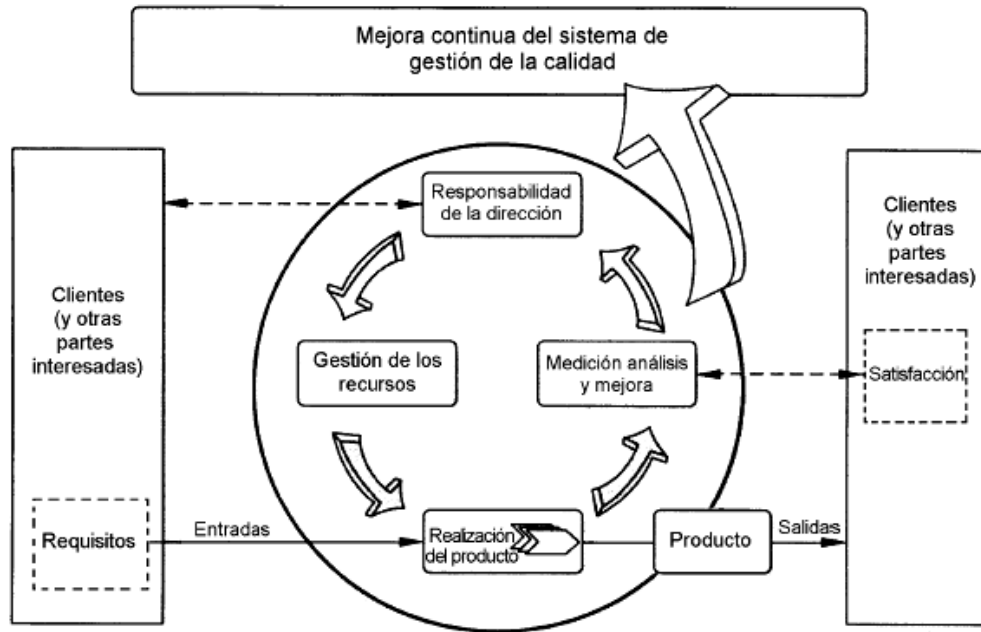 Mejora continua del sistema de
gestión de la calidad
Responsabilidad
de la dirección
Clientes
(y otras
partes
interesadas)
Clientes
(y otras
partes
interesadas)
Gestión de los
recursos
Medición análisis
y mejora
Satisfacción
Requisitos
Entradas
Realización
del producto
Producto
Salidas